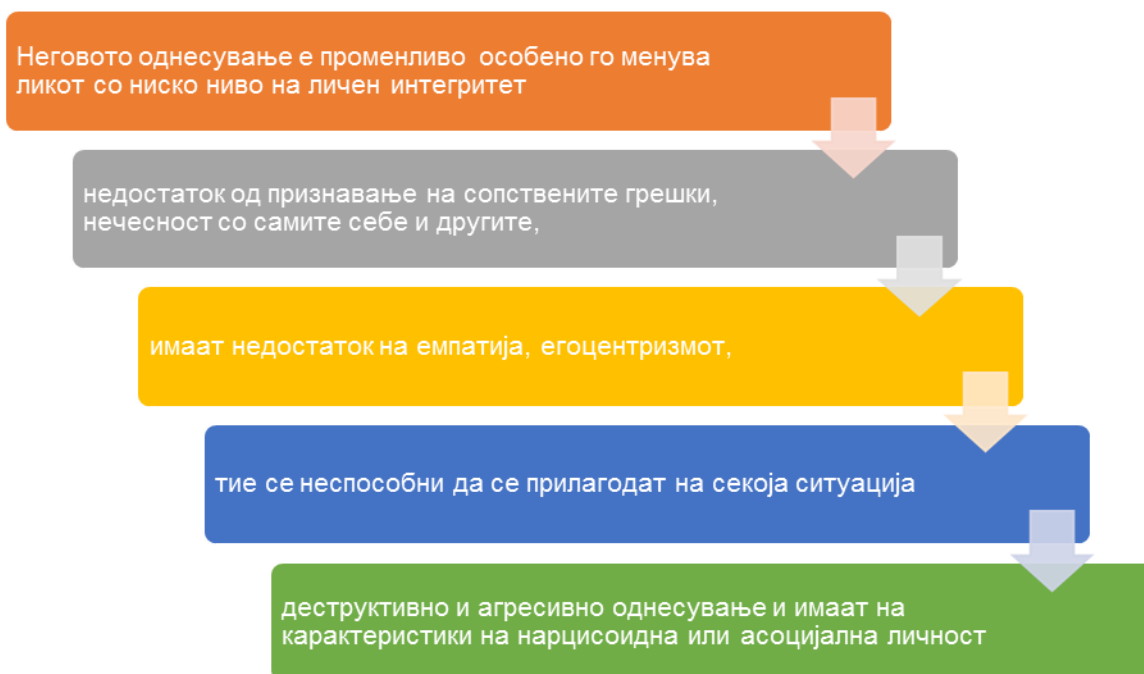 Неговото однесување е променливо особено го менува
ликот со ниско ниво на личен интегритет
недостаток од признавање на сопствените грешки,
нечесност со самите себе и другите,
имаат недостаток на емпатија, егоцентризмот,
тие се неспособни да се прилагодат на секоја ситуација
деструктивно и агресивно однесување и имаат на
карактеристики на нарцисоидна или асоцијална личност